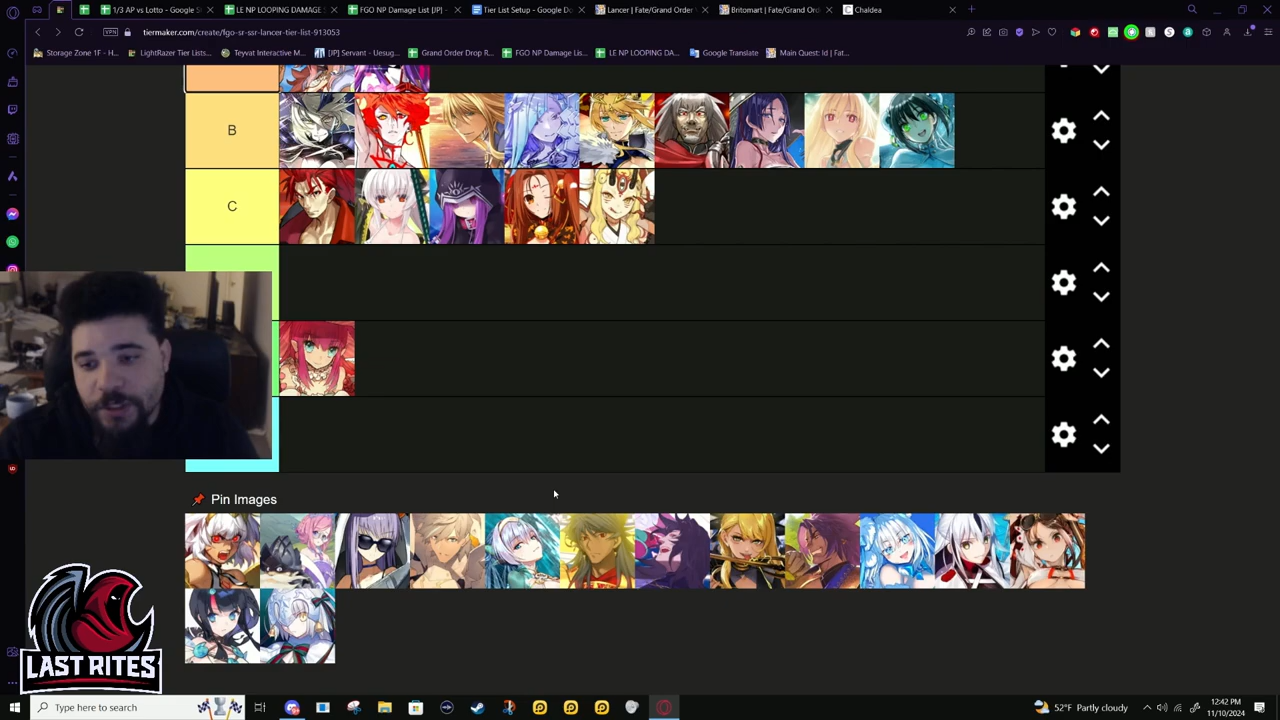 1/3 AP vs Lotto - Google S
LE NP LOOPING DAMAGE
FGO NP Damage List [JP] -
Tier List Setup - Google Do
Lancer | Fate/Grand Order
Britomart | Fate/Grand Ord
Chaldea
VPN
tiermaker.com/create/fgo-sr-ssr-lancer-tier-list-913053
Storage Zone 1F - H...
LightRazer Tier Lists...
Teyvat Interactive M...
[JP] Servant - Uesug...
Grand Order Drop R...
FGO NP Damage Lis...
LE NP LOOPING DA...
Google Translate
Main Quest: Id | Fat...
B
C
Pin Images
LAST RITES
Type here to search
52°F Partly cloudy
12:42 PM
11/10/2024